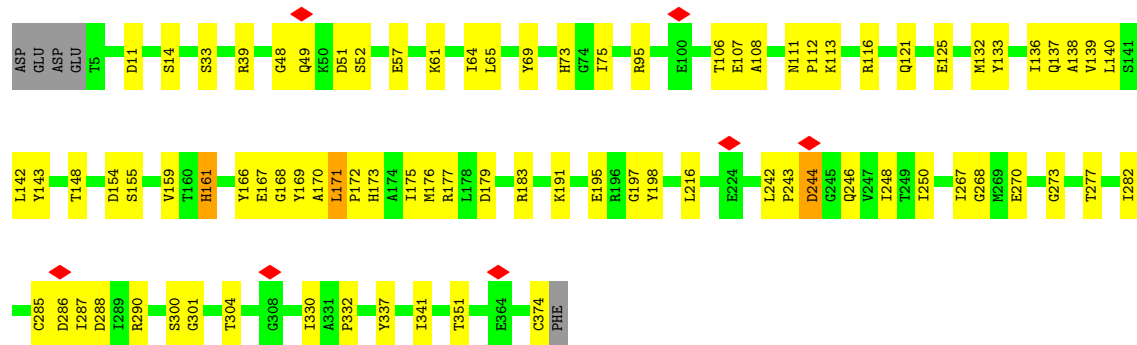 ASP GLU ASP GLU T5 D11 S14 S33 R39 G48 Q49 K50 D51 S52 E57 K61 I64 L65 Y69 H73 G74 I75 R95 E100 T106 E107 A108 N111 P112 K113 R116 Q121 E125 M132 Y133 I136 Q137 A138 V139 L140 S141
L142 Y143 T148 D154 S155 V159 T160 H161 Y166 E167 G168 Y169 A170 L171 P172 H173 A174 I175 M176 R177 L178 D179 R183 K191 E195 R196 G197 Y198 L216 E224 L242 P243 D244 G245 Q246 V247 I248 T249 I250 I267 G268 M269 E270 G273 T277 I282
C285 D286 I287 D288 I289 R290 S300 G301 T304 G308 I330 A331 P332 Y337 I341 T351 E364 C374 PHE